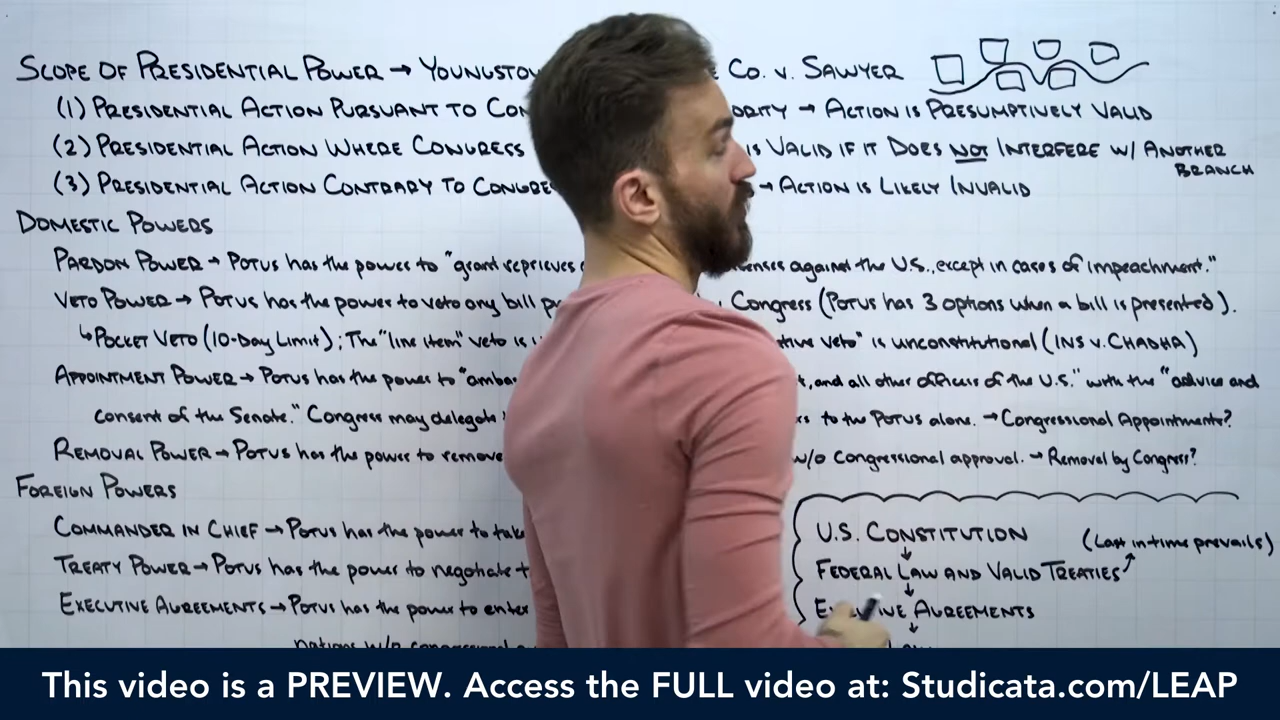 SCOPE OF PRESIDENTIAL POWER → YOUNGSTOW CO. V. SAWYER
(1) PRESIDENTIAL ACTION PURSUANT TO CON ORITY → ACTION IS PRESUMPTIVELY VALID
(2) PRESIDENTIAL ACTION WHERE CONGRESS IS VALID IF IT DOES NOT INTERFERE W/ ANOTHER
BRANCH
(3) PRESIDENTIAL ACTION CONTRARY TO CONGRE → ACTION IS LIKELY INVALID
DOMESTIC POWERS
PARDON POWER → POTUS has the power to "grant reprieves enses against the U.S., except in cases of impeachment."
VETO POWER → POTUS has the power to veto any bill p Congress (POTUS has 3 options when a bill is presented).
↳ POCKET VETO (10-DAY LIMIT); The "line item" veto is tive veto" is unconstitutional (INS v. CHADHA)
APPOINTMENT POWER → POTUS has the power to "amba , and all other officers of the U.S." with the "advice and
consent of the Senate." Congress may delegate rs to the POTUS alone. → Congressional Appointments?
REMOVAL POWER → POTUS has the power to remove w/o Congressional approval. → Removal by Congress?
FOREIGN POWERS
COMMANDER IN CHIEF → POTUS has the power to take
TREATY POWER → POTUS has the power to negotiate t
EXECUTIVE AGREEMENTS → POTUS has the power to enter
nations w/o
U.S. CONSTITUTION
(Last in time prevails)
↓
FEDERAL LAW AND VALID TREATIES
↓
EXECUTIVE AGREEMENTS
↓
This video is a PREVIEW. Access the FULL video at: Studicata.com/LEAP